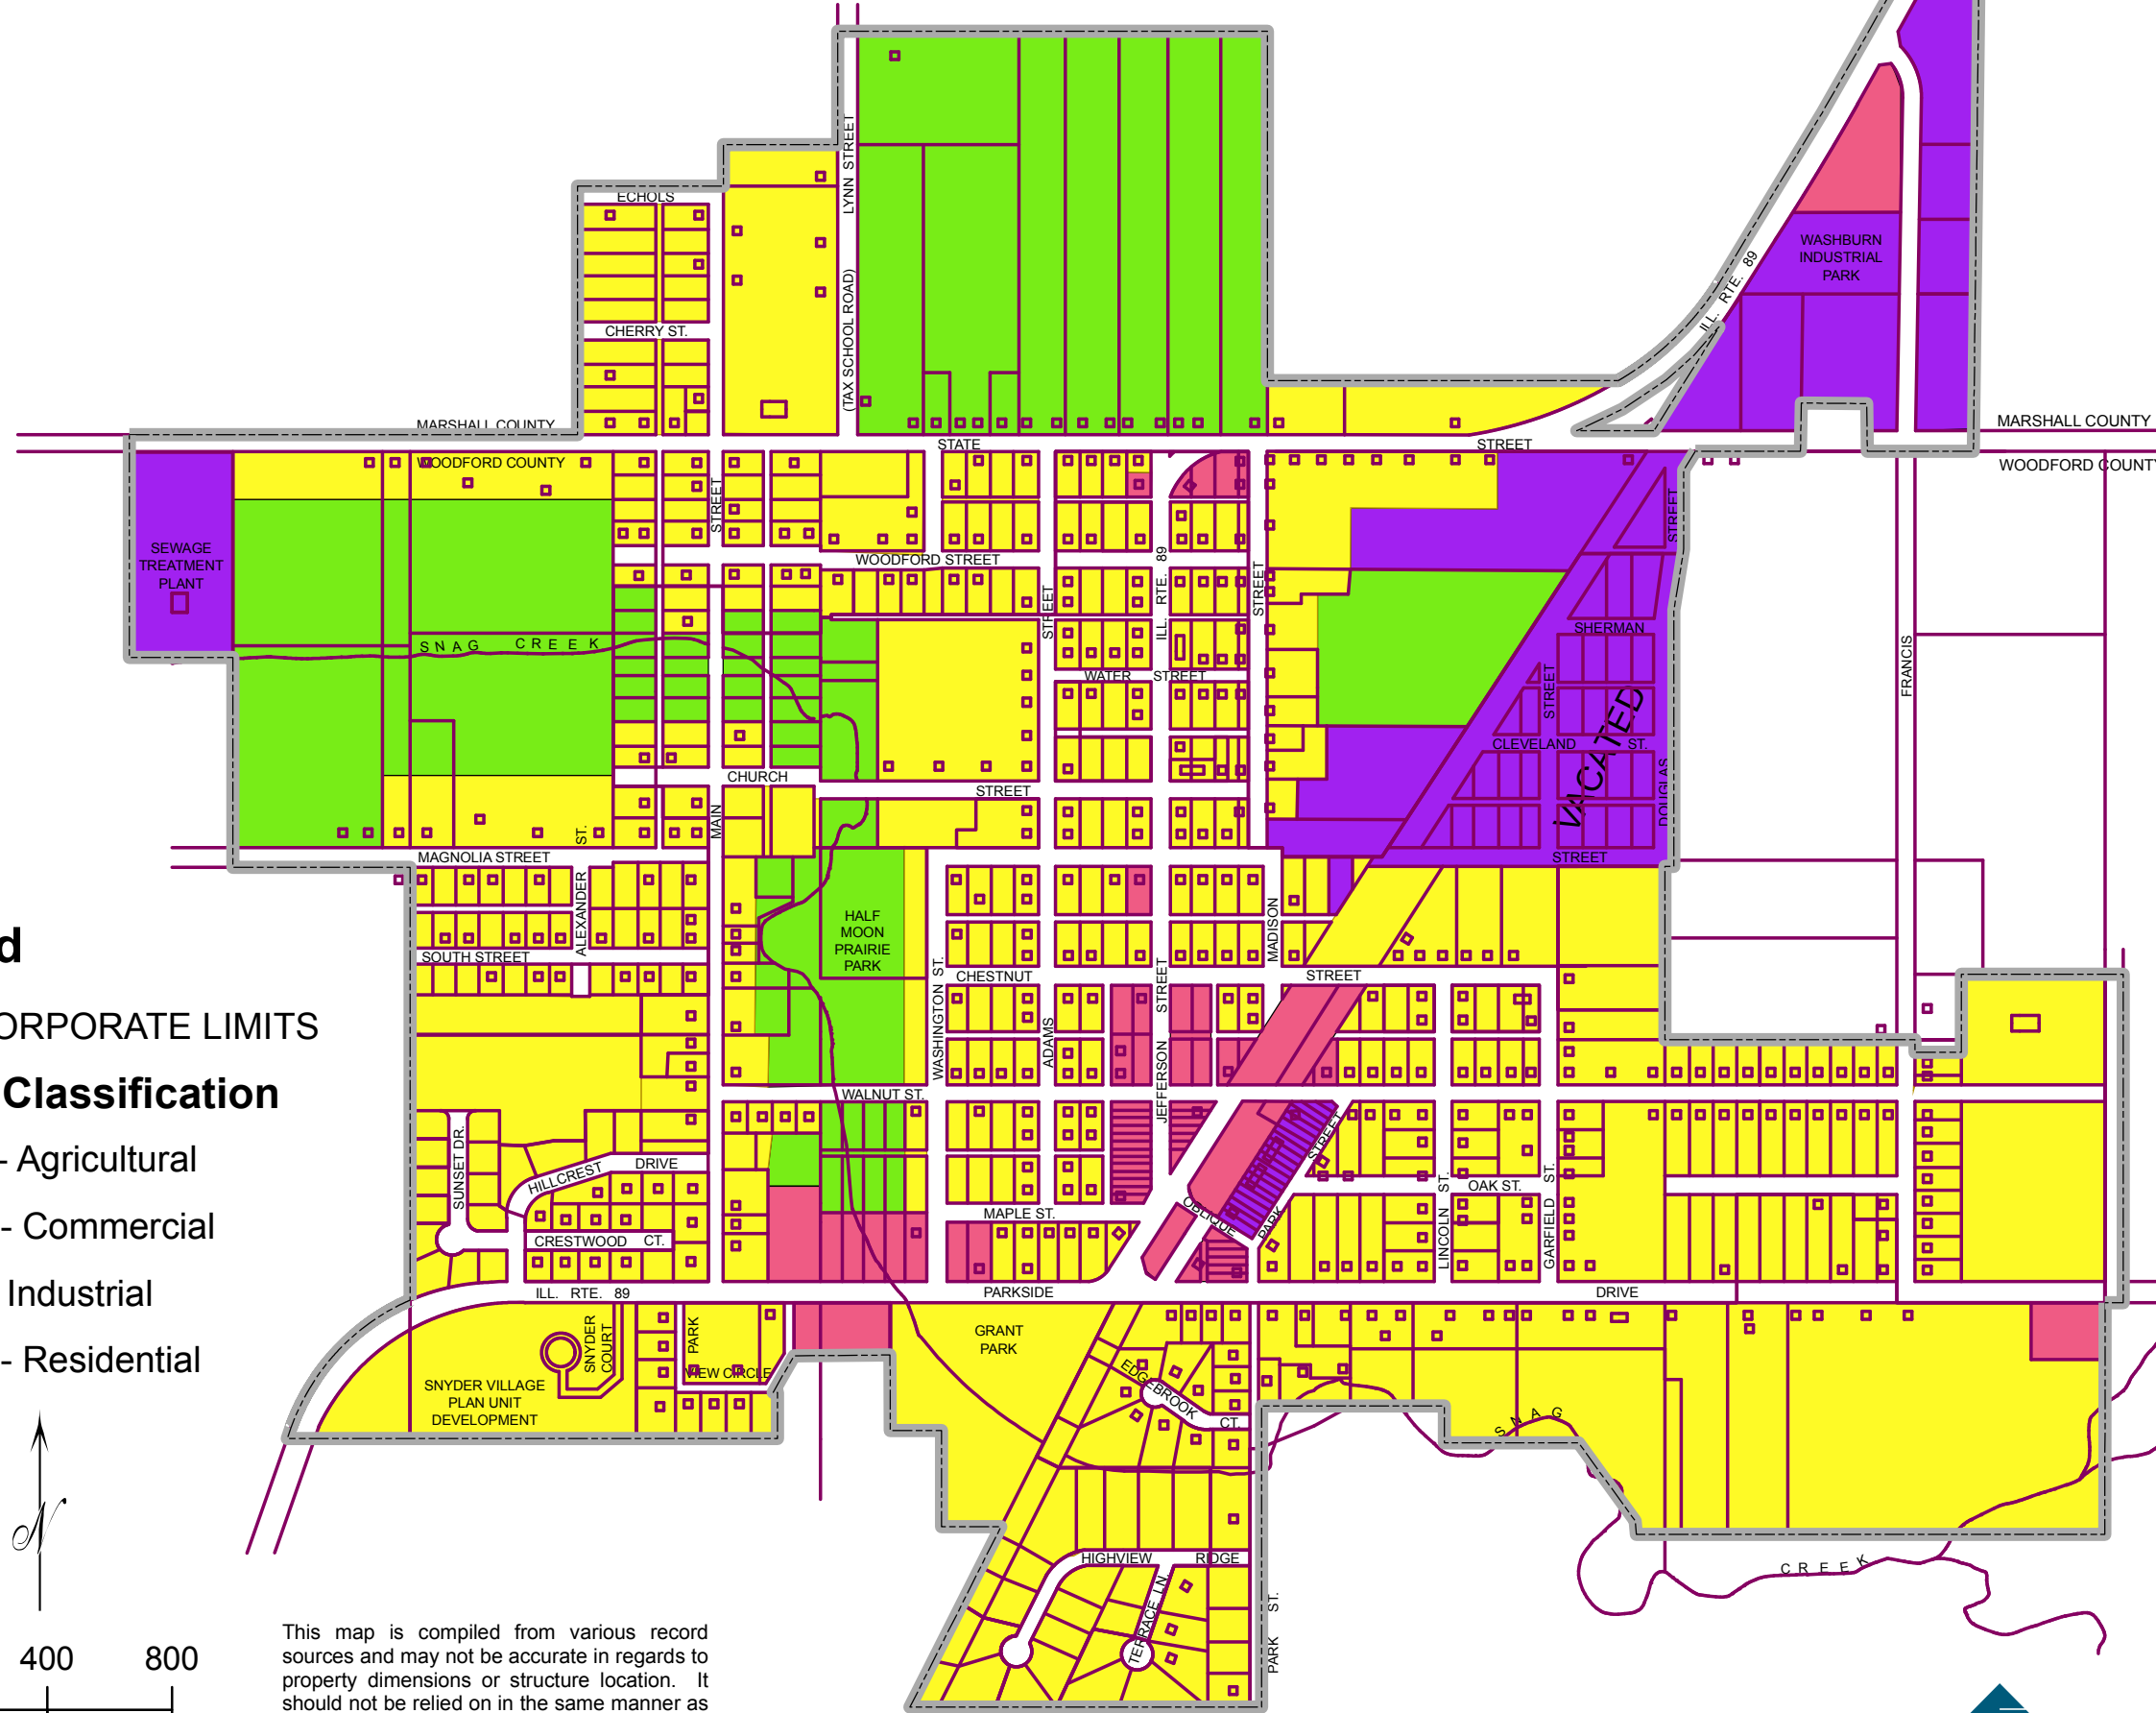 LYNN STREET
(TAX SCHOOL ROAD)
ECHOLS
CHERRY ST.
ILL. RTE. 89
WASHBURN
INDUSTRIAL
PARK
MARSHALL COUNTY
MARSHALL COUNTY
STATE
STREET
WOODFORD COUNTY
WOODFORD COUNTY
SEWAGE
TREATMENT
PLANT
STREET
WOODFORD STREET
ILL. RTE. 89
STREET
STREET
STREET
SNAG CREEK
SHERMAN
WATER STREET
STREET
FRANCIS
VACATED
CLEVELAND ST.
DOUGLAS
CHURCH
STREET
MAIN
ST.
MAGNOLIA STREET
STREET
ALEXANDER
HALF
MOON
PRAIRIE
PARK
MADISON
SOUTH STREET
CHESTNUT
STREET
WASHINGTON ST.
ADAMS
JEFFERSON STREET
d
ORPORATE LIMITS
Classification
- Agricultural
- Commercial
Industrial
- Residential
WALNUT ST.
SUNSET DR.
HILLCREST DRIVE
CRESTWOOD CT.
MAPLE ST.
OBLIQUE
PARK STREET
LINCOLN ST.
OAK ST.
GARFIELD ST.
ILL. RTE. 89
PARKSIDE
DRIVE
SNYDER
COURT
PARK
VIEW CIRCLE
SNYDER VILLAGE
PLAN UNIT
DEVELOPMENT
GRANT
PARK
EDGEBROOK
CT.
SNAG
CREEK
HIGHVIEW RIDGE
TERRACE LN.
PARK ST.
N
400 800
This map is compiled from various record
sources and may not be accurate in regards to
property dimensions or structure location. It
should not be relied on in the same manner as